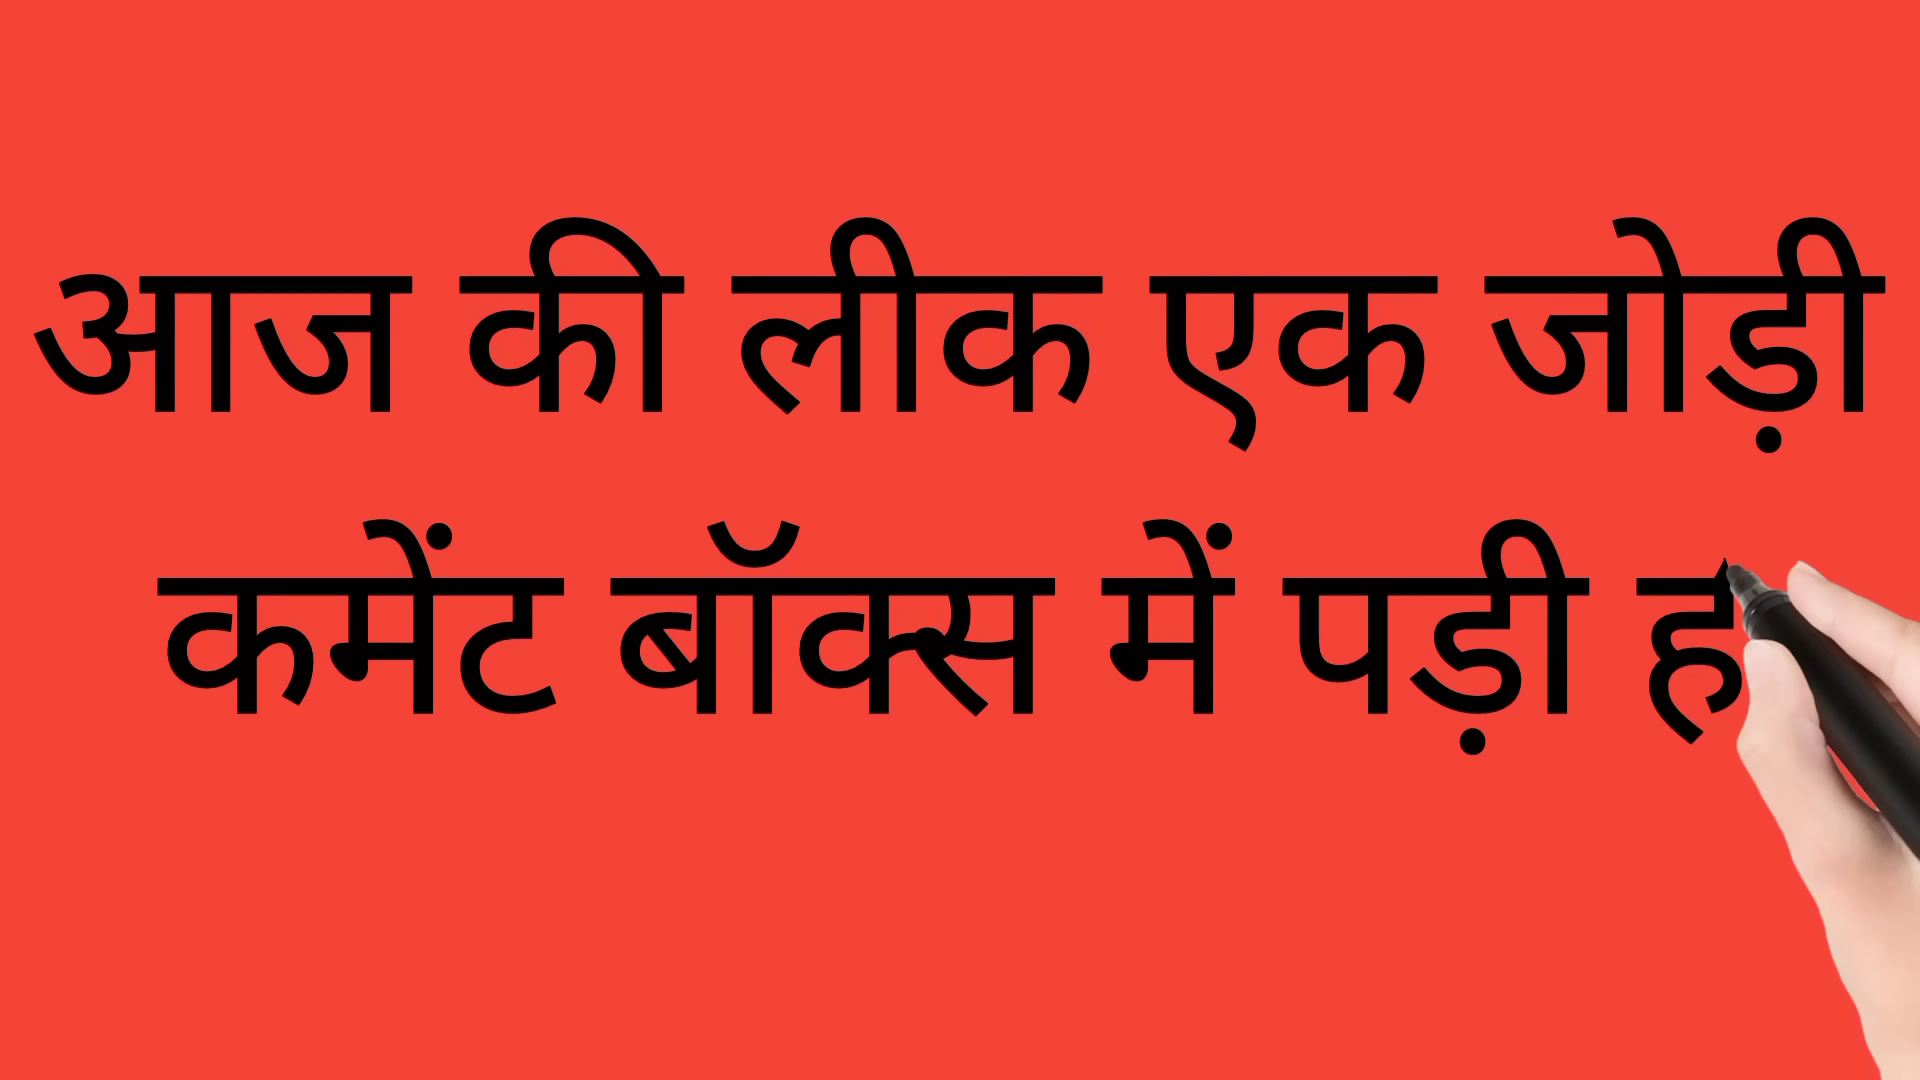 आज की लीक एक जोड़ी
कमेंट बॉक्स में पड़ी ह